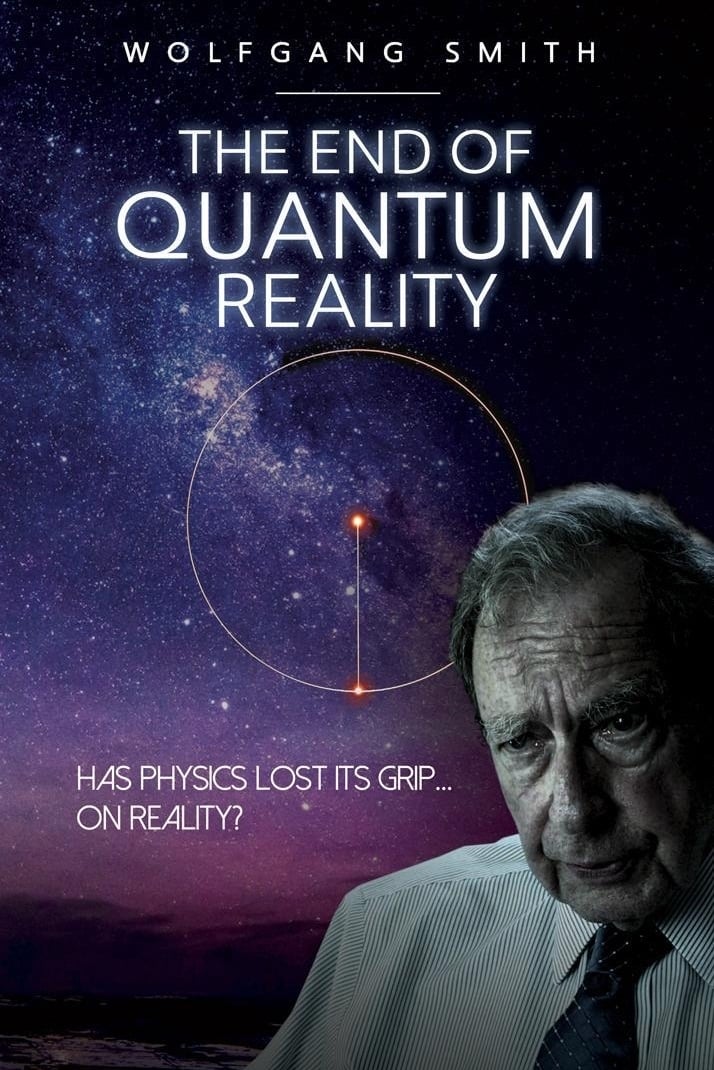 WOLFGANG SMITH
THE END OF
QUANTUM
REALITY
HAS PHYSICS LOST ITS GRIP...
ON REALITY?